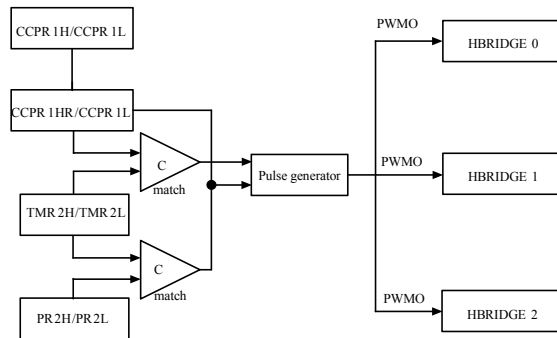 CCPR 1H/CCPR 1L
PWMO
HBRIDGE 0
CCPR 1HR/CCPR 1L
C
match
PWMO
Pulse generator
HBRIDGE 1
TMR 2H/TMR 2L
C
match
PWMO
PR 2H/PR 2L
HBRIDGE 2